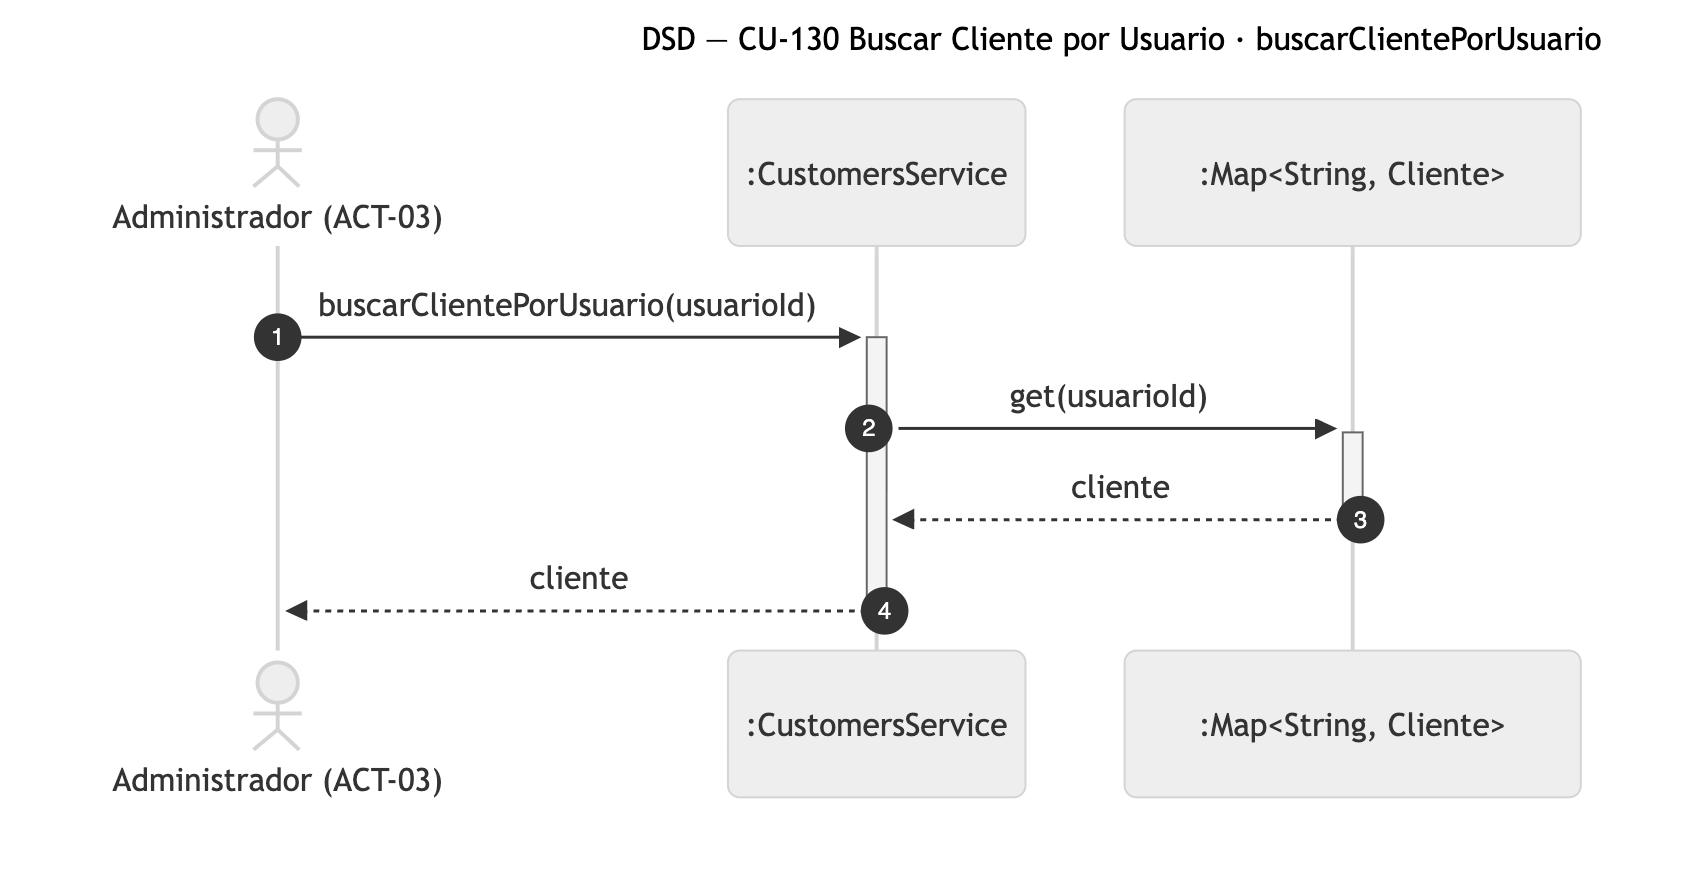 DSD — CU-130 Buscar Cliente por Usuario · buscarClientePorUsuario
Administrador (ACT-03)
:CustomersService
:Map<String, Cliente>
buscarClientePorUsuario(usuarioId)
1
get(usuarioId)
2
cliente
3
cliente
4
Administrador (ACT-03)
:CustomersService
:Map<String, Cliente>